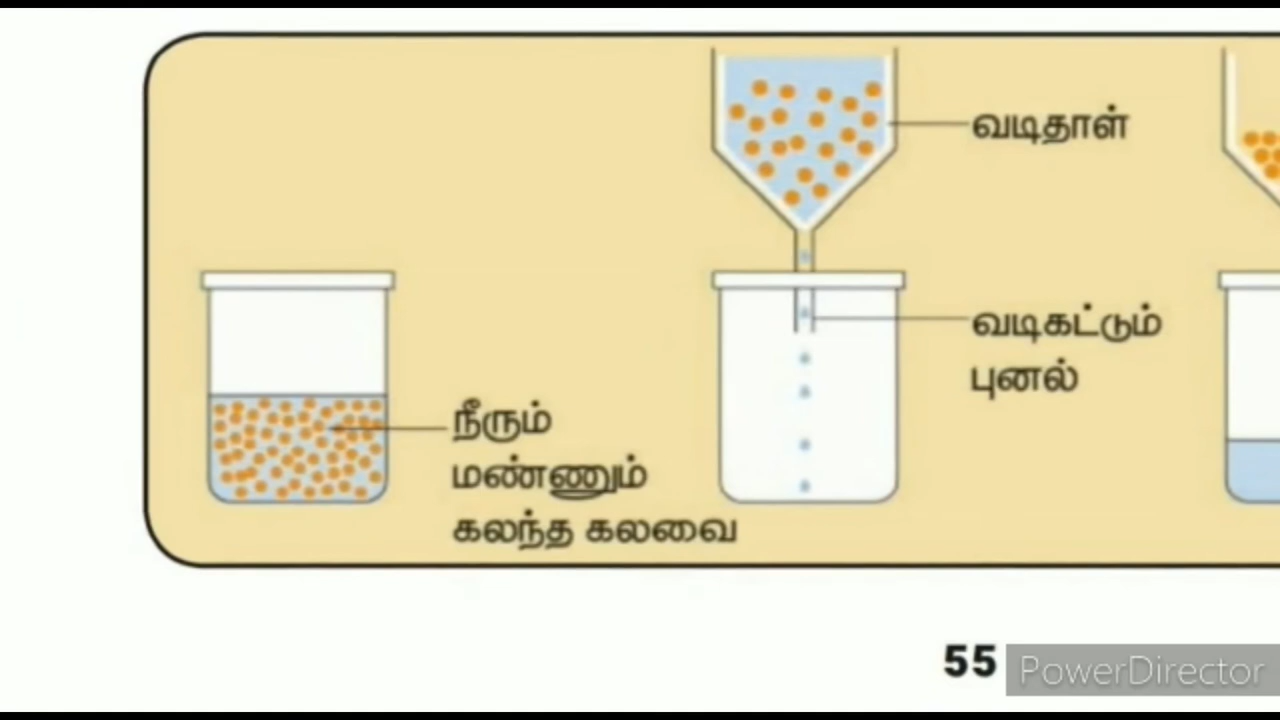 வடிதாள்
வடிகட்டும்
புனல்
நீரும்
மண்ணும்
கலந்த கலவை
55
PowerDirector